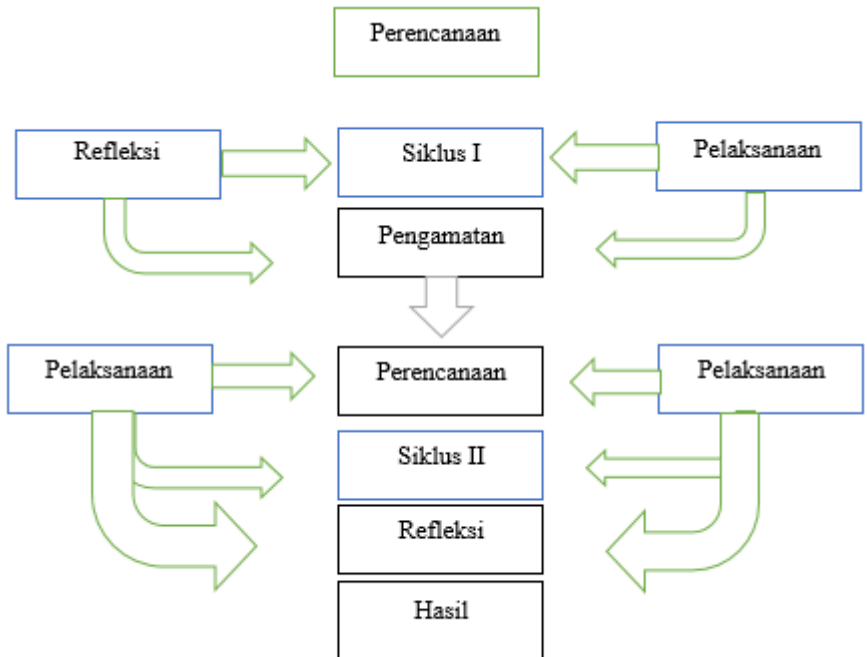 Perencanaan
Refleksi
Siklus I
Pelaksanaan
Pengamatan
Pelaksanaan
Perencanaan
Pelaksanaan
Siklus II
Refleksi
Hasil